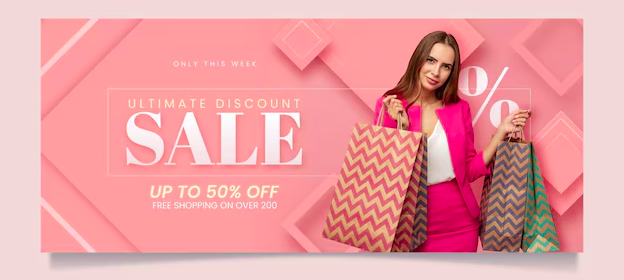 ONLY THIS WEEK
ULTIMATE DISCOUNT
SALE
%
UP TO 50% OFF
FREE SHOPPING ON OVER 200